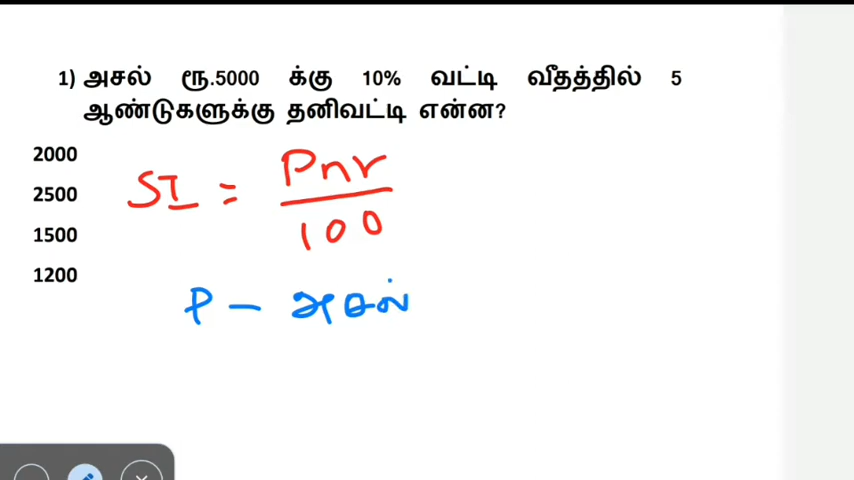 1) அசல் ரூ.5000 க்கு 10% வட்டி வீதத்தில் 5
ஆண்டுகளுக்கு தனிவட்டி என்ன?
2000
2500
1500
1200
SI = Pnr
100
P - அசல்